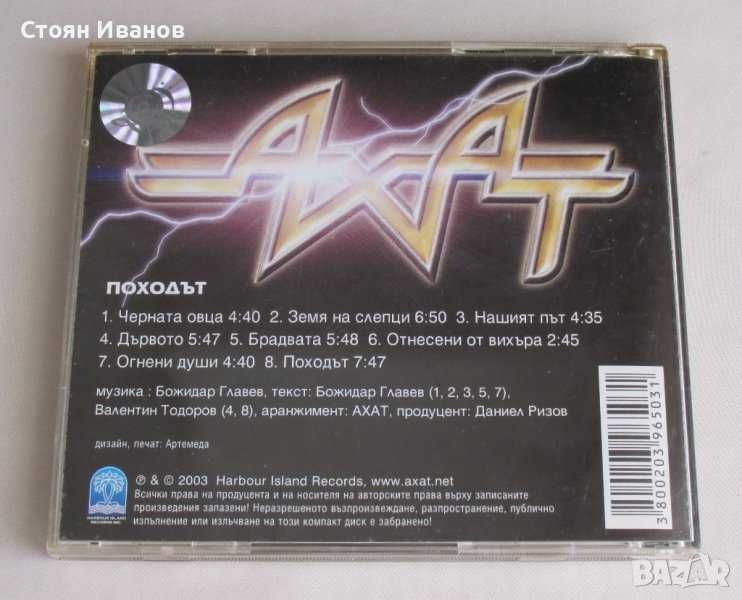 Стоян Иванов
АХАТ
ПОХОДЪТ
1. Черната овца 4:40 2. Земя на слепци 6:50 3. Нашият път 4:35
4. Дървото 5:47 5. Брадвата 5:48 6. Отнесени от вихъра 2:45
7. Огнени души 4:40 8. Походът 7:47
музика : Божидар Главев, текст: Божидар Главев (1, 2, 3, 5, 7),
Валентин Тодоров (4, 8), аранжимент: АХАТ, продуцент: Даниел Ризов
дизайн, печат: Артемеда
℗ & © 2003 Harbour Island Records, www.axat.net
Всички права на продуцента и на носителя на авторските права върху записаните
произведения запазени! Неразрешеното възпроизвеждане, разпространение, публично
изпълнение или излъчване на този компакт диск е забранено!
HARBOUR ISLAND
RECORDS INC.
3800203965031
BAZAR